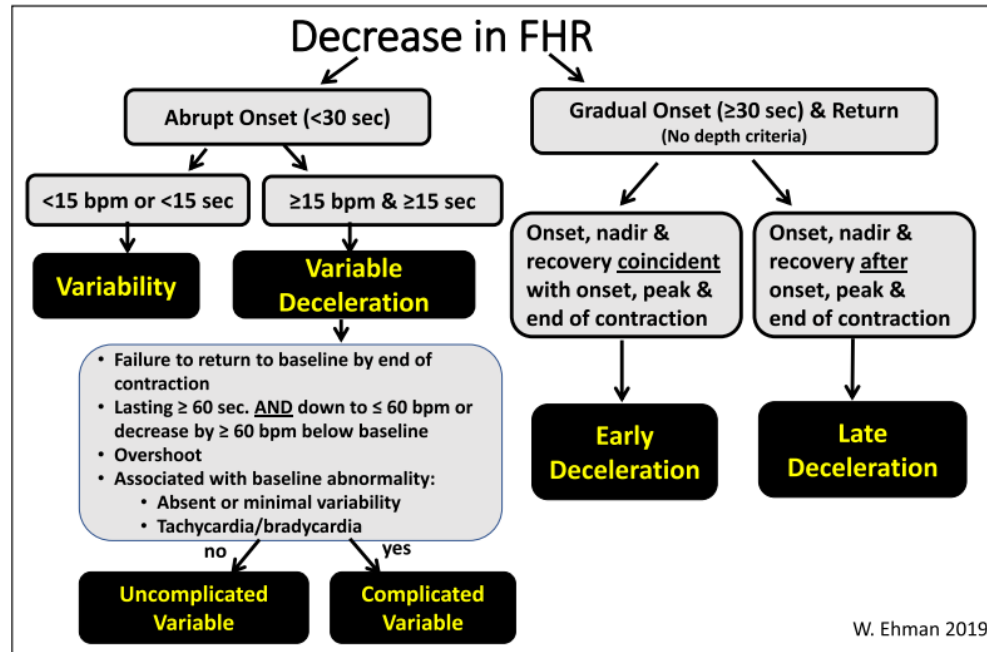 Decrease in FHR
Abrupt Onset (<30 sec)
Gradual Onset (≥30 sec) & Return
(No depth criteria)
<15 bpm or <15 sec
≥15 bpm & ≥15 sec
Variability
Variable
Deceleration
Onset, nadir &
recovery coincident
with onset, peak &
end of contraction
Onset, nadir &
recovery after
onset, peak &
end of contraction
• Failure to return to baseline by end of
contraction
• Lasting ≥ 60 sec. AND down to ≤ 60 bpm or
decrease by ≥ 60 bpm below baseline
• Overshoot
• Associated with baseline abnormality:
• Absent or minimal variability
• Tachycardia/bradycardia
Early
Deceleration
Late
Deceleration
no
yes
Uncomplicated
Variable
Complicated
Variable
W. Ehman 2019